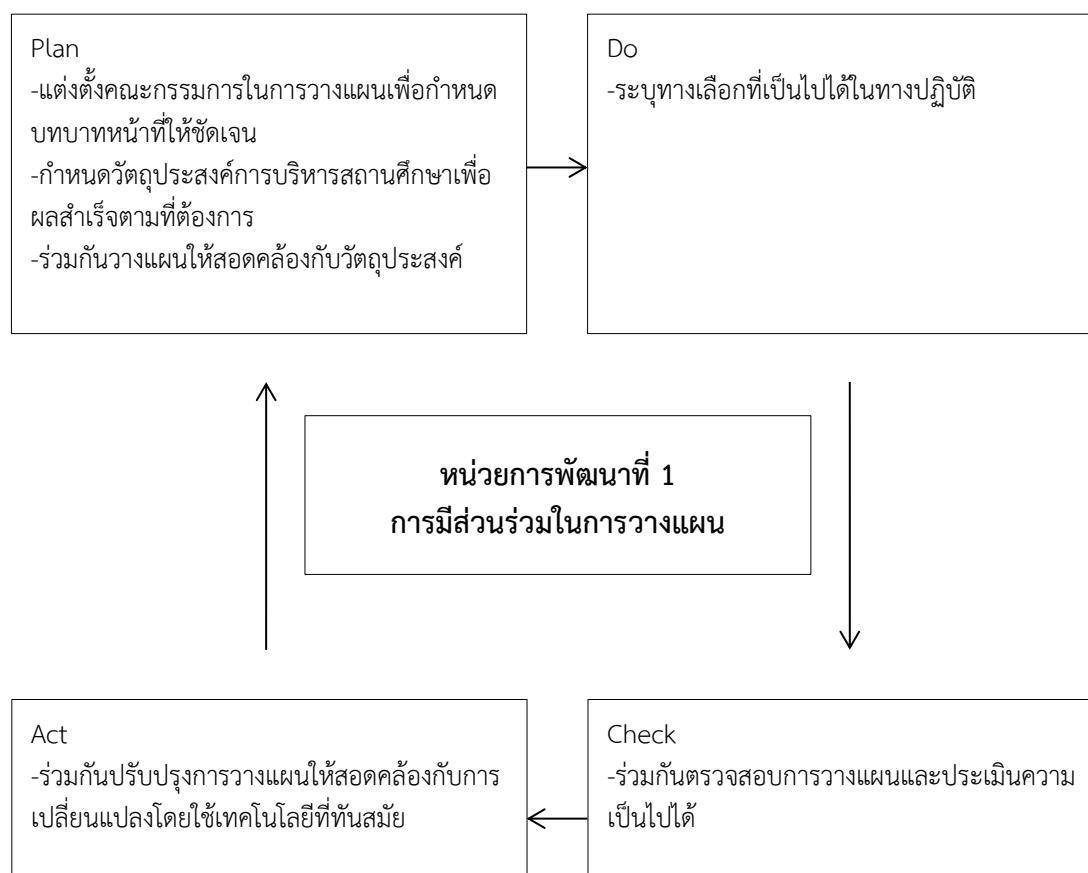 Plan
-แต่งตั้งคณะกรรมการในการวางแผนเพื่อกำหนด
บทบาทหน้าที่ให้ชัดเจน
-กำหนดวัตถุประสงค์การบริหารสถานศึกษาเพื่อ
ผลสำเร็จตามที่ต้องการ
-ร่วมกันวางแผนให้สอดคล้องกับวัตถุประสงค์
Do
-ระบุทางเลือกที่เป็นไปได้ในทางปฏิบัติ
หน่วยการพัฒนาที่ 1
การมีส่วนร่วมในการวางแผน
Act
-ร่วมกันปรับปรุงการวางแผนให้สอดคล้องกับการ
เปลี่ยนแปลงโดยใช้เทคโนโลยีที่ทันสมัย
Check
-ร่วมกันตรวจสอบการวางแผนและประเมินความ
เป็นไปได้